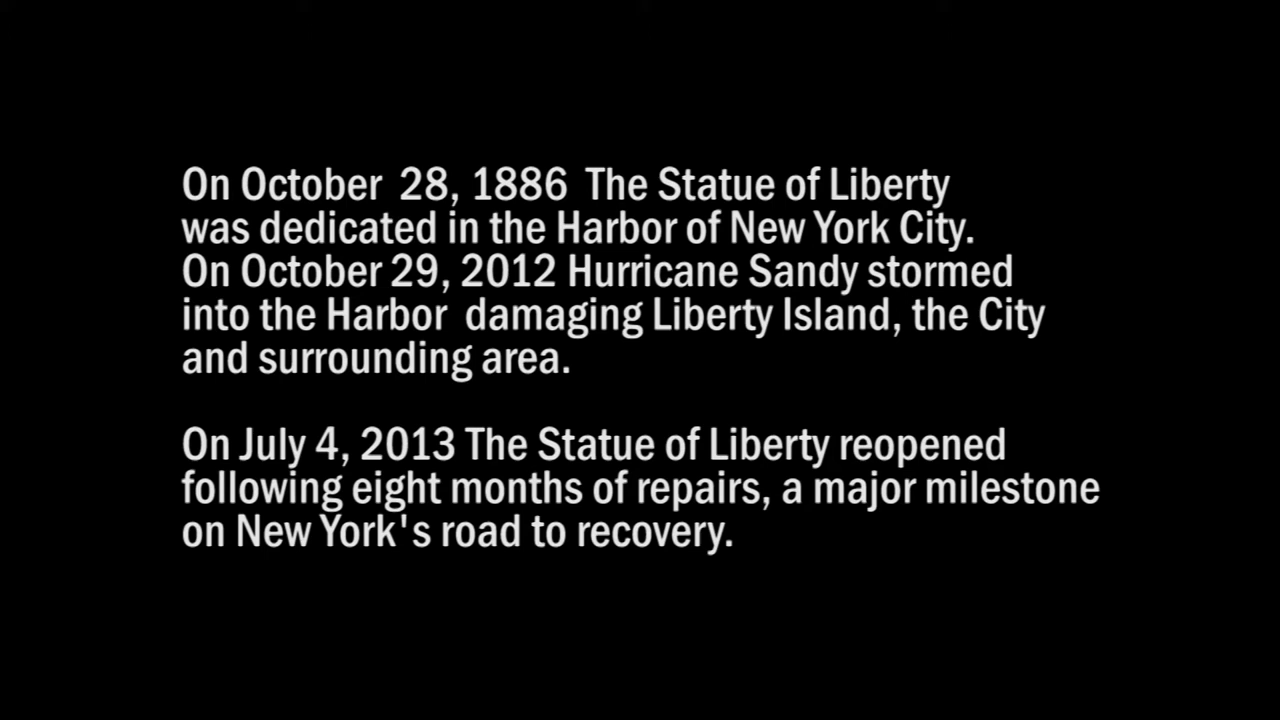 On October  28, 1886  The Statue of Liberty
was dedicated in the Harbor of New York City.
On October 29, 2012 Hurricane Sandy stormed
into the Harbor  damaging Liberty Island, the City
and surrounding area.

On July 4, 2013 The Statue of Liberty reopened
following eight months of repairs, a major milestone
on New York's road to recovery.